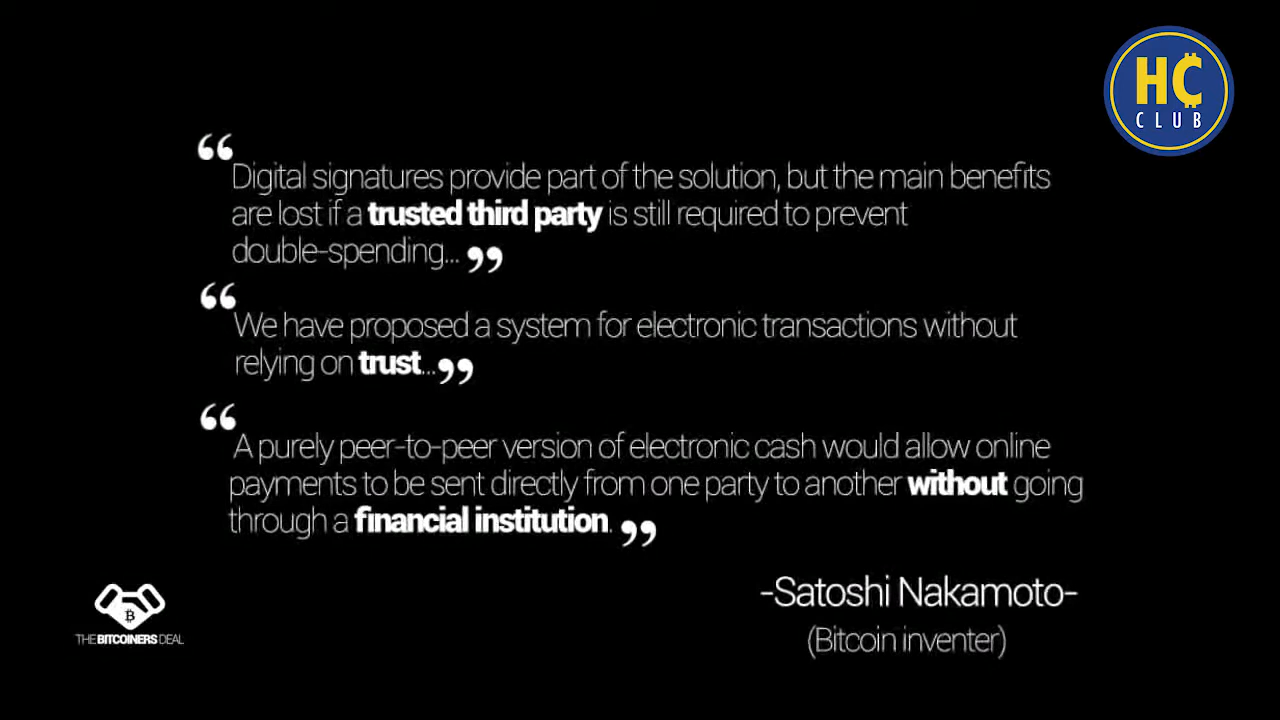 HC
CLUB
“Digital signatures provide part of the solution, but the main benefits
are lost if a trusted third party is still required to prevent
double-spending... ”
“We have proposed a system for electronic transactions without
relying on trust...”
“A purely peer-to-peer version of electronic cash would allow online
payments to be sent directly from one party to another without going
through a financial institution. ”
-Satoshi Nakamoto-
(Bitcoin inventer)
THE BITCOINERS DEAL